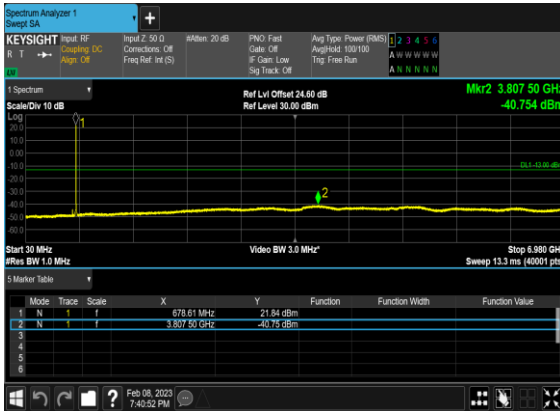 Spectrum Analyzer 1
Swept SA
+
KEYSIGHT Input: RF Input Z: 50 Ω #Atten: 20 dB PNO: Fast Avg Type: Power (RMS) 1 2 3 4 5 6
R T Coupling: DC Corrections: Off Gate: Off Avg|Hold: 100/100 A W W W W W
Align: Off Freq Ref: Int (S) IF Gain: Low Trig: Free Run
Sig Track: Off A N N N N N
1 Spectrum Mkr2 3.807 50 GHz
Ref Lvl Offset 24.60 dB
Scale/Div 10 dB Ref Level 30.00 dBm -40.754 dBm
Log
1
20.0
10.0
0.00
-10.0
DL1 -13.00 dBm
-20.0
-30.0
2
-40.0
-50.0
-60.0
Start 30 MHz Video BW 3.0 MHz* Stop 6.980 GHz
#Res BW 1.0 MHz Sweep 13.3 ms (40001 pts)
5 Marker Table
Mode Trace Scale X Y Function Function Width Function Value
1 N 1 f 678.61 MHz 21.84 dBm
2 N 1 f 3.807 50 GHz -40.75 dBm
3
4
5
6
? Feb 08, 2023
7:40:52 PM